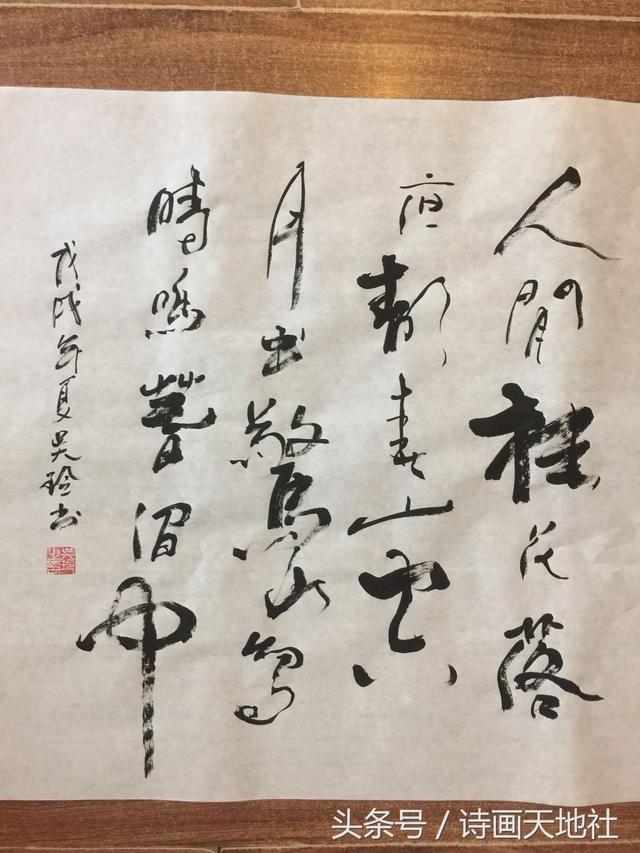 人間桂花落
夜靜春山空
月出驚山鳥
時鳴春澗中
戊戌年夏吴玲书
头条号 / 诗画天地社